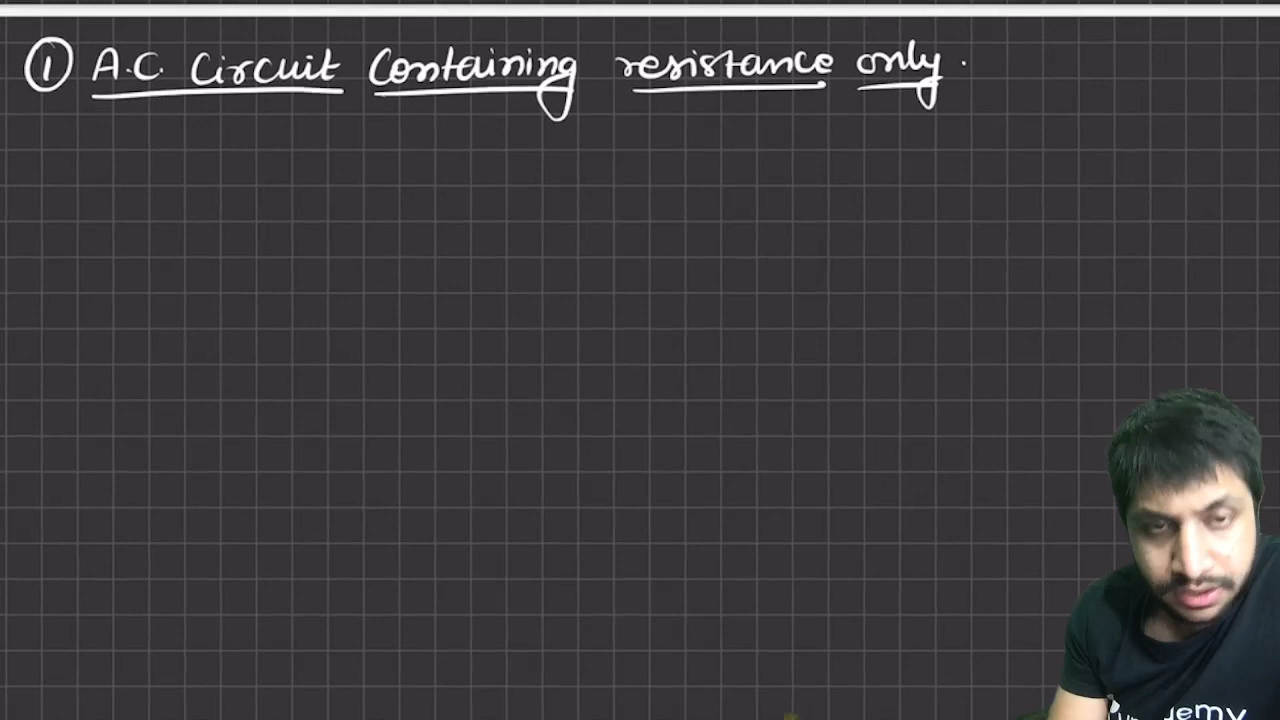 ① A.C. Circuit Containing resistance only.